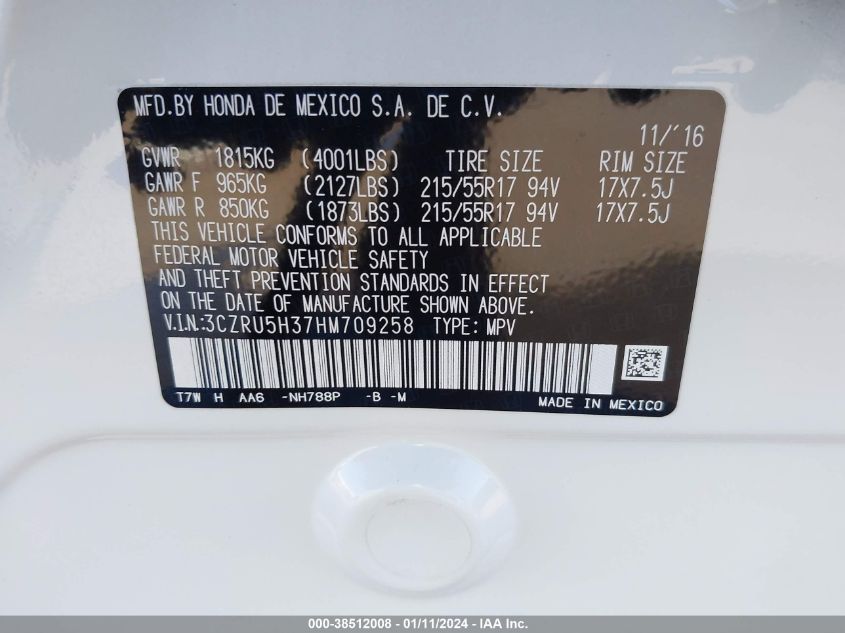 MFD.BY HONDA DE MEXICO S.A. DE C.V.
11/'16
GVWR 1815KG (4001LBS) TIRE SIZE RIM SIZE
GAWR F 965KG (2127LBS) 215/55R17 94V 17X7.5J
GAWR R 850KG (1873LBS) 215/55R17 94V 17X7.5J
THIS VEHICLE CONFORMS TO ALL APPLICABLE
FEDERAL MOTOR VEHICLE SAFETY
AND THEFT PREVENTION STANDARDS IN EFFECT
ON THE DATE OF MANUFACTURE SHOWN ABOVE.
V.I.N.:3CZRU5H37HM709258 TYPE: MPV
T7W H AA6 -NH788P -B -M
MADE IN MEXICO
000-38512008 - 01/11/2024 - IAA Inc.